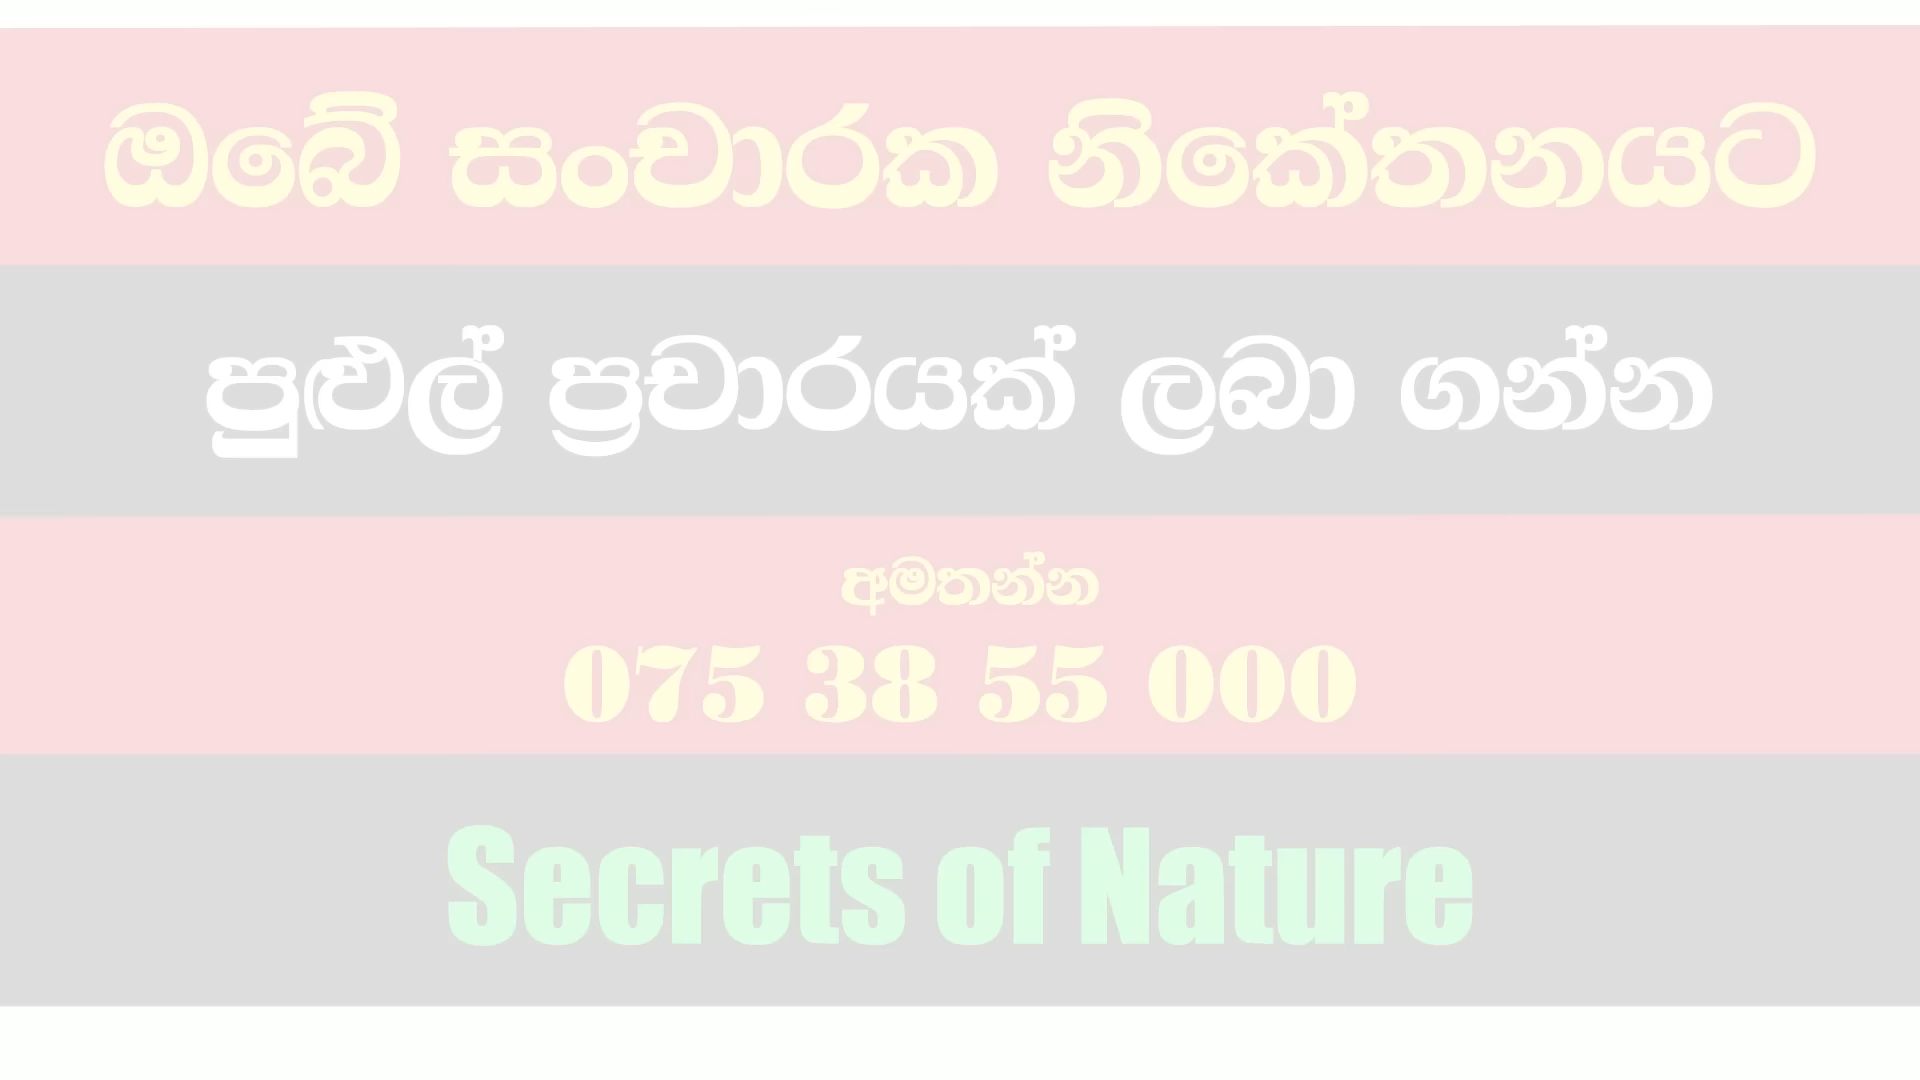 ඔබේ සංචාරක නිකේතනයට
පුළුල් ප්‍රචාරයක් ලබා ගන්න
අමතන්න
075 38 55 000
Secrets of Nature